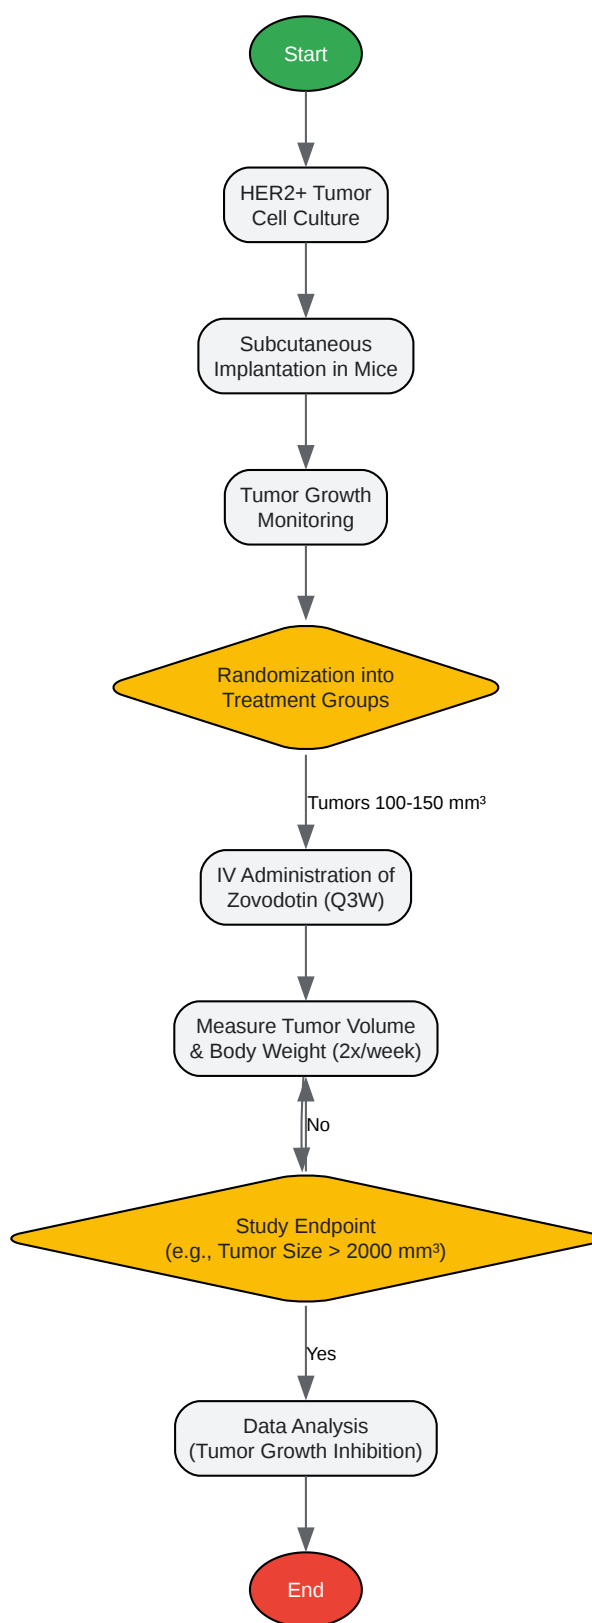 Start
HER2+ Tumor
Cell Culture
Subcutaneous
Implantation in Mice
Tumor Growth
Monitoring
Randomization into
Treatment Groups
Tumors 100-150 mm³
IV Administration of
Zovodotin (Q3W)
Measure Tumor Volume
& Body Weight (2x/week)
No
Study Endpoint
(e.g., Tumor Size > 2000 mm³)
Yes
Data Analysis
(Tumor Growth Inhibition)
End